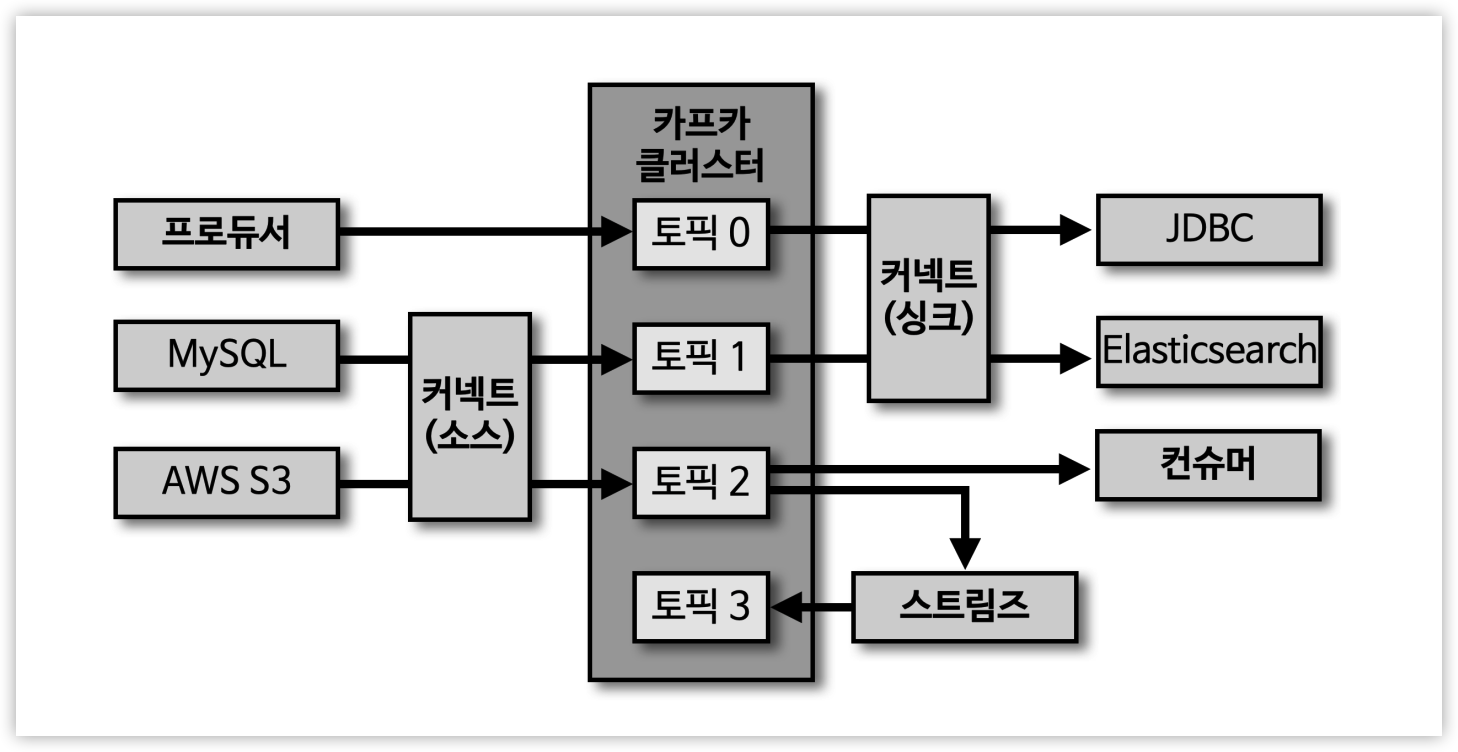 카프카
클러스터
프로듀서
토픽 0
JDBC
커넥트
(싱크)
MySQL
토픽 1
Elasticsearch
커넥트
(소스)
AWS S3
토픽 2
컨슈머
토픽 3
스트림즈